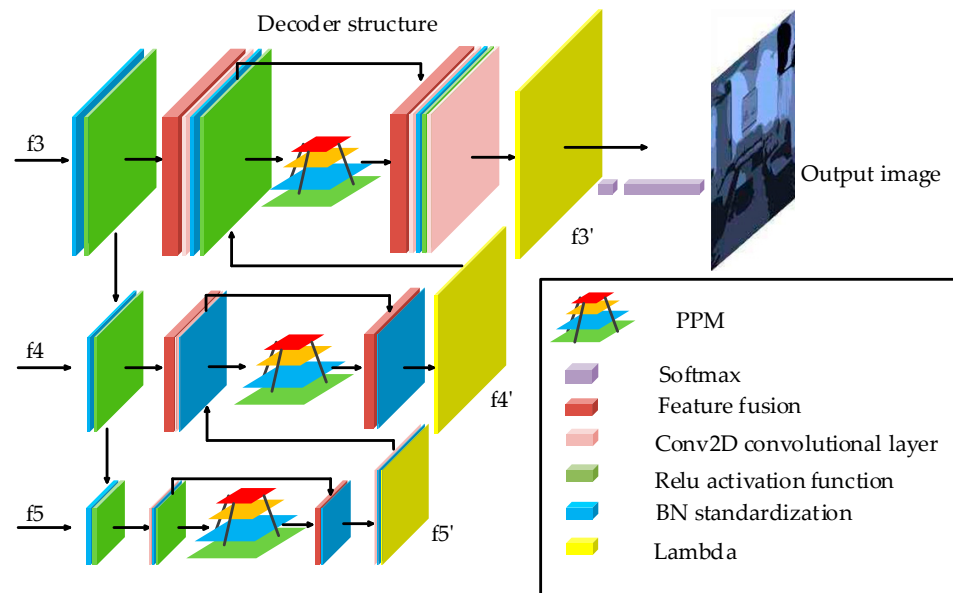 Decoder structure
f3
Output image
f3'
f4
f4'
f5
f5'
PPM
Softmax
Feature fusion
Conv2D convolutional layer
Relu activation function
BN standardization
Lambda